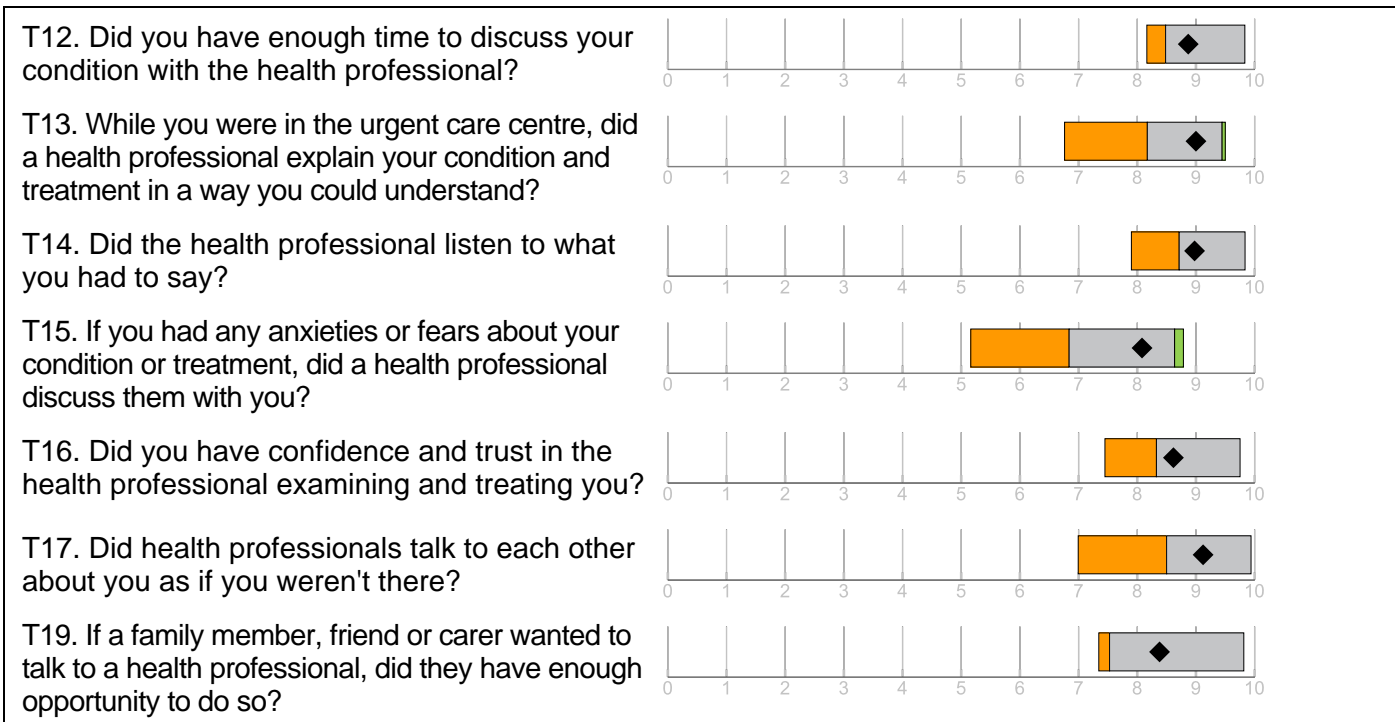 T12. Did you have enough time to discuss your
condition with the health professional?
0 1 2 3 4 5 6 7 8 9 10
T13. While you were in the urgent care centre, did
a health professional explain your condition and
treatment in a way you could understand?
0 1 2 3 4 5 6 7 8 9 10
T14. Did the health professional listen to what
you had to say?
0 1 2 3 4 5 6 7 8 9 10
T15. If you had any anxieties or fears about your
condition or treatment, did a health professional
discuss them with you?
0 1 2 3 4 5 6 7 8 9 10
T16. Did you have confidence and trust in the
health professional examining and treating you?
0 1 2 3 4 5 6 7 8 9 10
T17. Did health professionals talk to each other
about you as if you weren't there?
0 1 2 3 4 5 6 7 8 9 10
T19. If a family member, friend or carer wanted to
talk to a health professional, did they have enough
opportunity to do so?
0 1 2 3 4 5 6 7 8 9 10